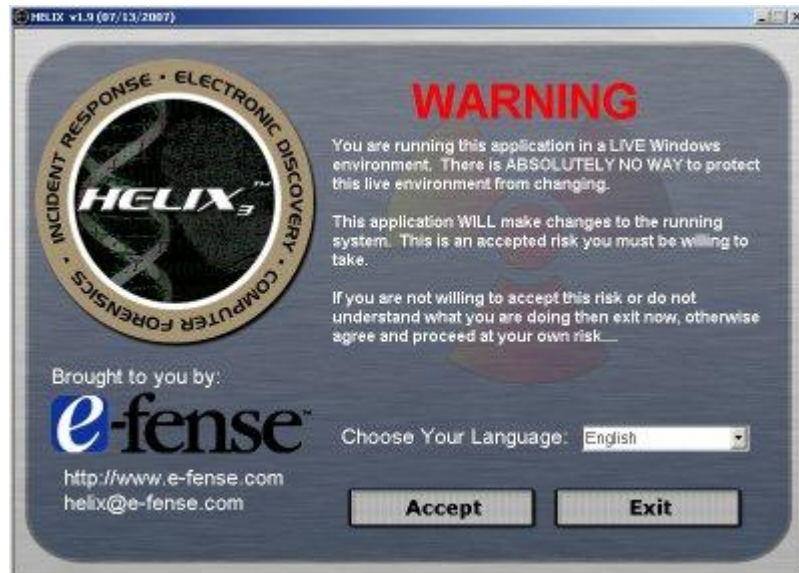 HELIX v1.9 (07/13/2007)
INCIDENT RESPONSE · ELECTRONIC DISCOVERY · COMPUTER FORENSICS ·
HELIX3™
WARNING
You are running this application in a LIVE Windows
environment. There is ABSOLUTELY NO WAY to protect
this live environment from changing.
This application WILL make changes to the running
system. This is an accepted risk you must be willing to
take.
If you are not willing to accept this risk or do not
understand what you are doing then exit now, otherwise
agree and proceed at your own risk....
Brought to you by:
e-fense™
http://www.e-fense.com
helix@e-fense.com
Choose Your Language: English
Accept
Exit